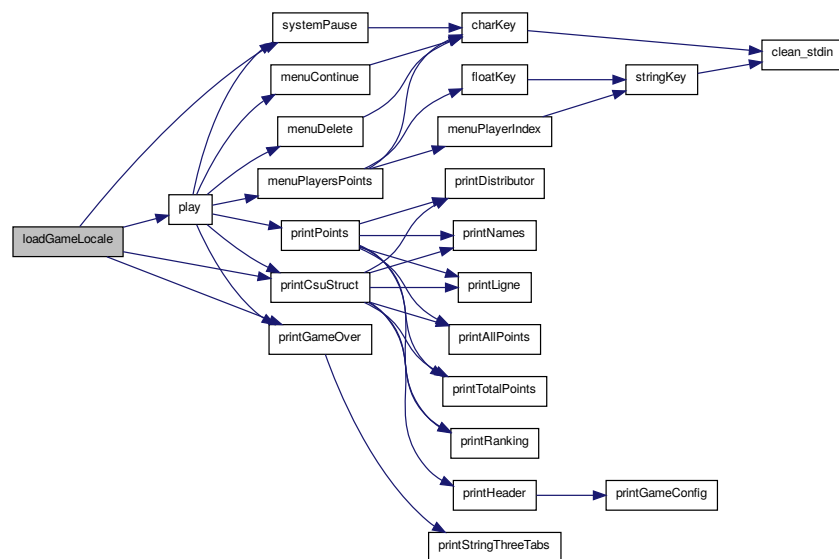 systemPause
charKey
clean_stdin
menuContinue
floatKey
stringKey
menuDelete
menuPlayerIndex
menuPlayersPoints
printDistributor
play
printPoints
printNames
loadGameLocale
printCsuStruct
printLigne
printGameOver
printAllPoints
printTotalPoints
printRanking
printHeader
printGameConfig
printStringThreeTabs